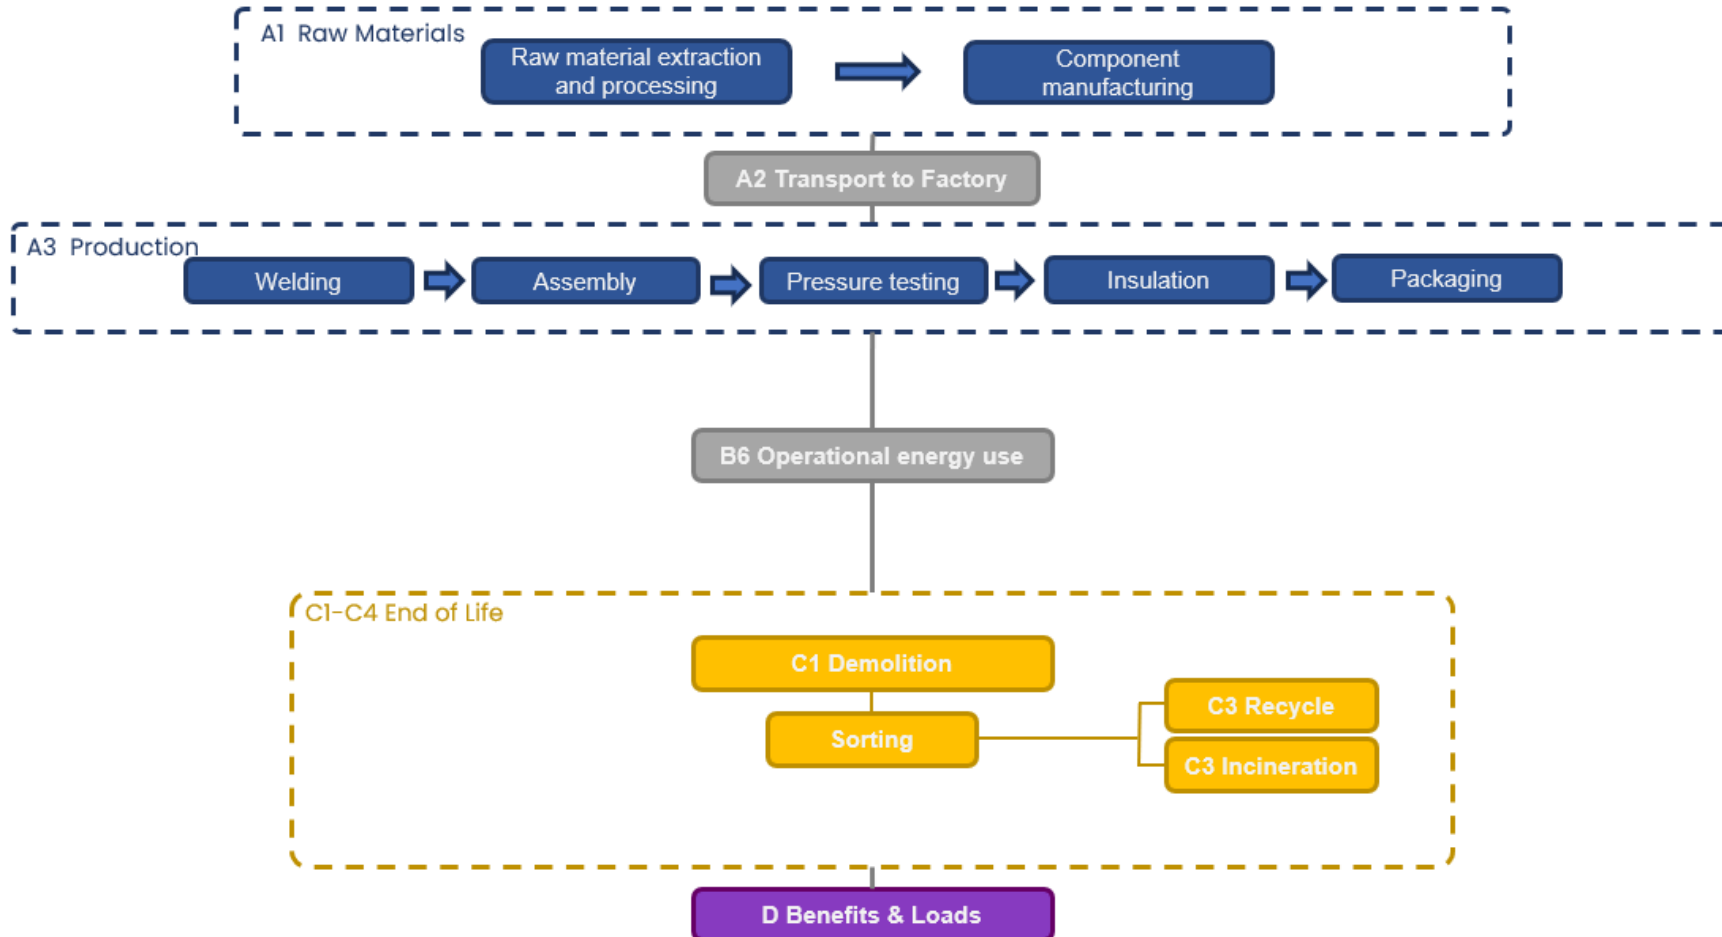 A1 Raw Materials
Raw material extraction
and processing
Component
manufacturing
A2 Transport to Factory
A3 Production
Welding
Assembly
Pressure testing
Insulation
Packaging
B6 Operational energy use
C1-C4 End of Life
C1 Demolition
Sorting
C3 Recycle
C3 Incineration
D Benefits & Loads